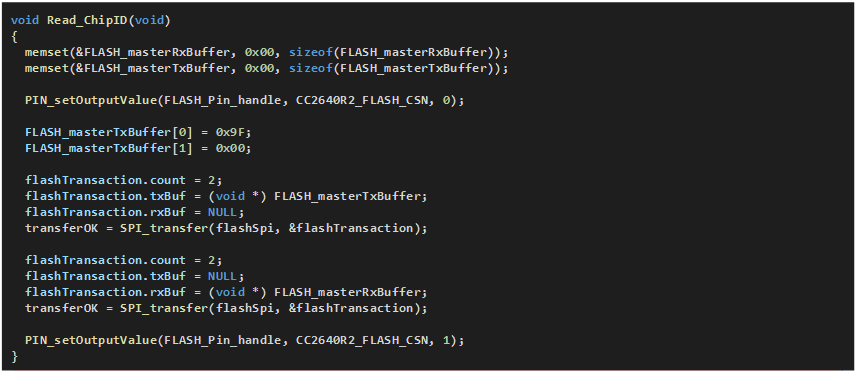 void Read_ChipID(void)
{
memset(&FLASH_masterRxBuffer, 0x00, sizeof(FLASH_masterRxBuffer));
memset(&FLASH_masterTxBuffer, 0x00, sizeof(FLASH_masterTxBuffer));
PIN_setOutputValue(FLASH_Pin_handle, CC2640R2_FLASH_CSN, 0);
FLASH_masterTxBuffer[0] = 0x9F;
FLASH_masterTxBuffer[1] = 0x00;
flashTransaction.count = 2;
flashTransaction.txBuf = (void *) FLASH_masterTxBuffer;
flashTransaction.rxBuf = NULL;
transferOK = SPI_transfer(flashSpi, &flashTransaction);
flashTransaction.count = 2;
flashTransaction.txBuf = NULL;
flashTransaction.rxBuf = (void *) FLASH_masterRxBuffer;
transferOK = SPI_transfer(flashSpi, &flashTransaction);
PIN_setOutputValue(FLASH_Pin_handle, CC2640R2_FLASH_CSN, 1);
}